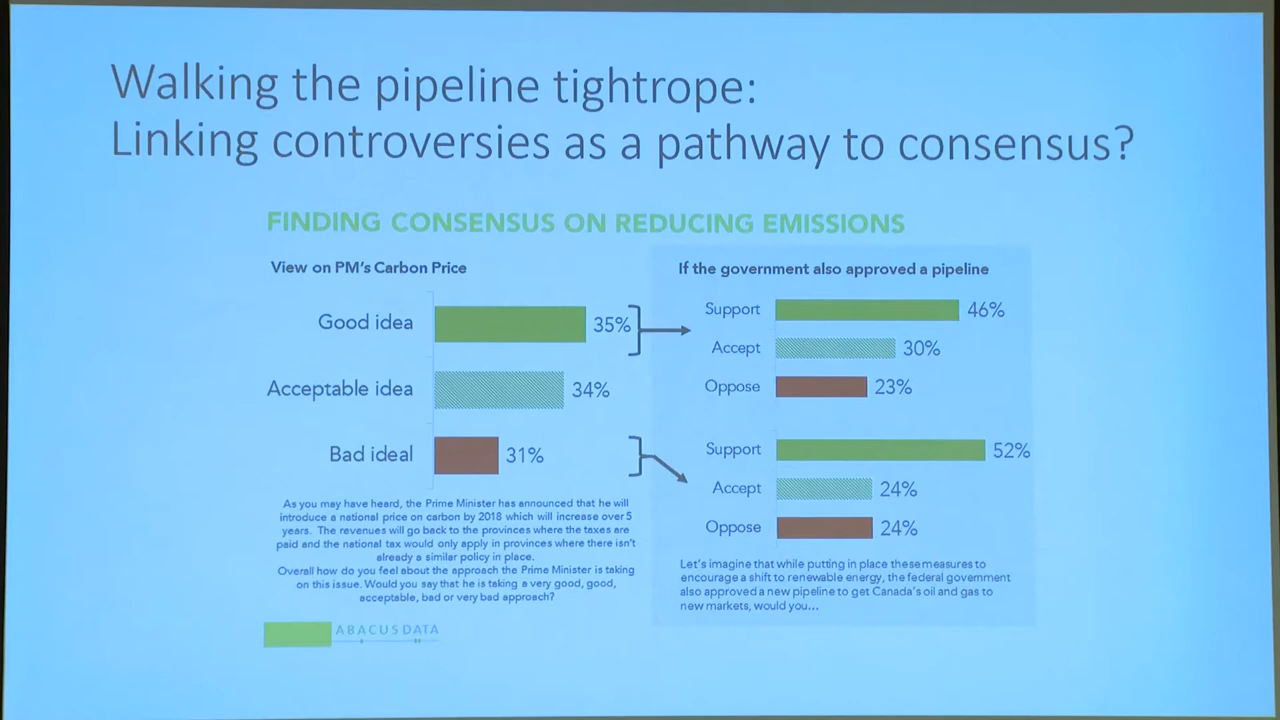 Walking the pipeline tightrope:
Linking controversies as a pathway to consensus?
FINDING CONSENSUS ON REDUCING EMISSIONS
View on PM's Carbon Price
Good idea 35%
Acceptable idea 34%
Bad ideal 31%
As you may have heard, the Prime Minister has announced that he will
introduce a national price on carbon by 2018 which will increase over 5
years. The revenues will go back to the provinces where the taxes are
paid and the national tax would only apply in provinces where there isn't
already a similar policy in place.
Overall how do you feel about the approach the Prime Minister is taking
on this issue. Would you say that he is taking a very good, good,
acceptable, bad or very bad approach?
If the government also approved a pipeline
Support 46%
Accept 30%
Oppose 23%
Support 52%
Accept 24%
Oppose 24%
Let's imagine that while putting in place these measures to
encourage a shift to renewable energy, the federal government
also approved a new pipeline to get Canada's oil and gas to
new markets, would you...
ABACUS DATA